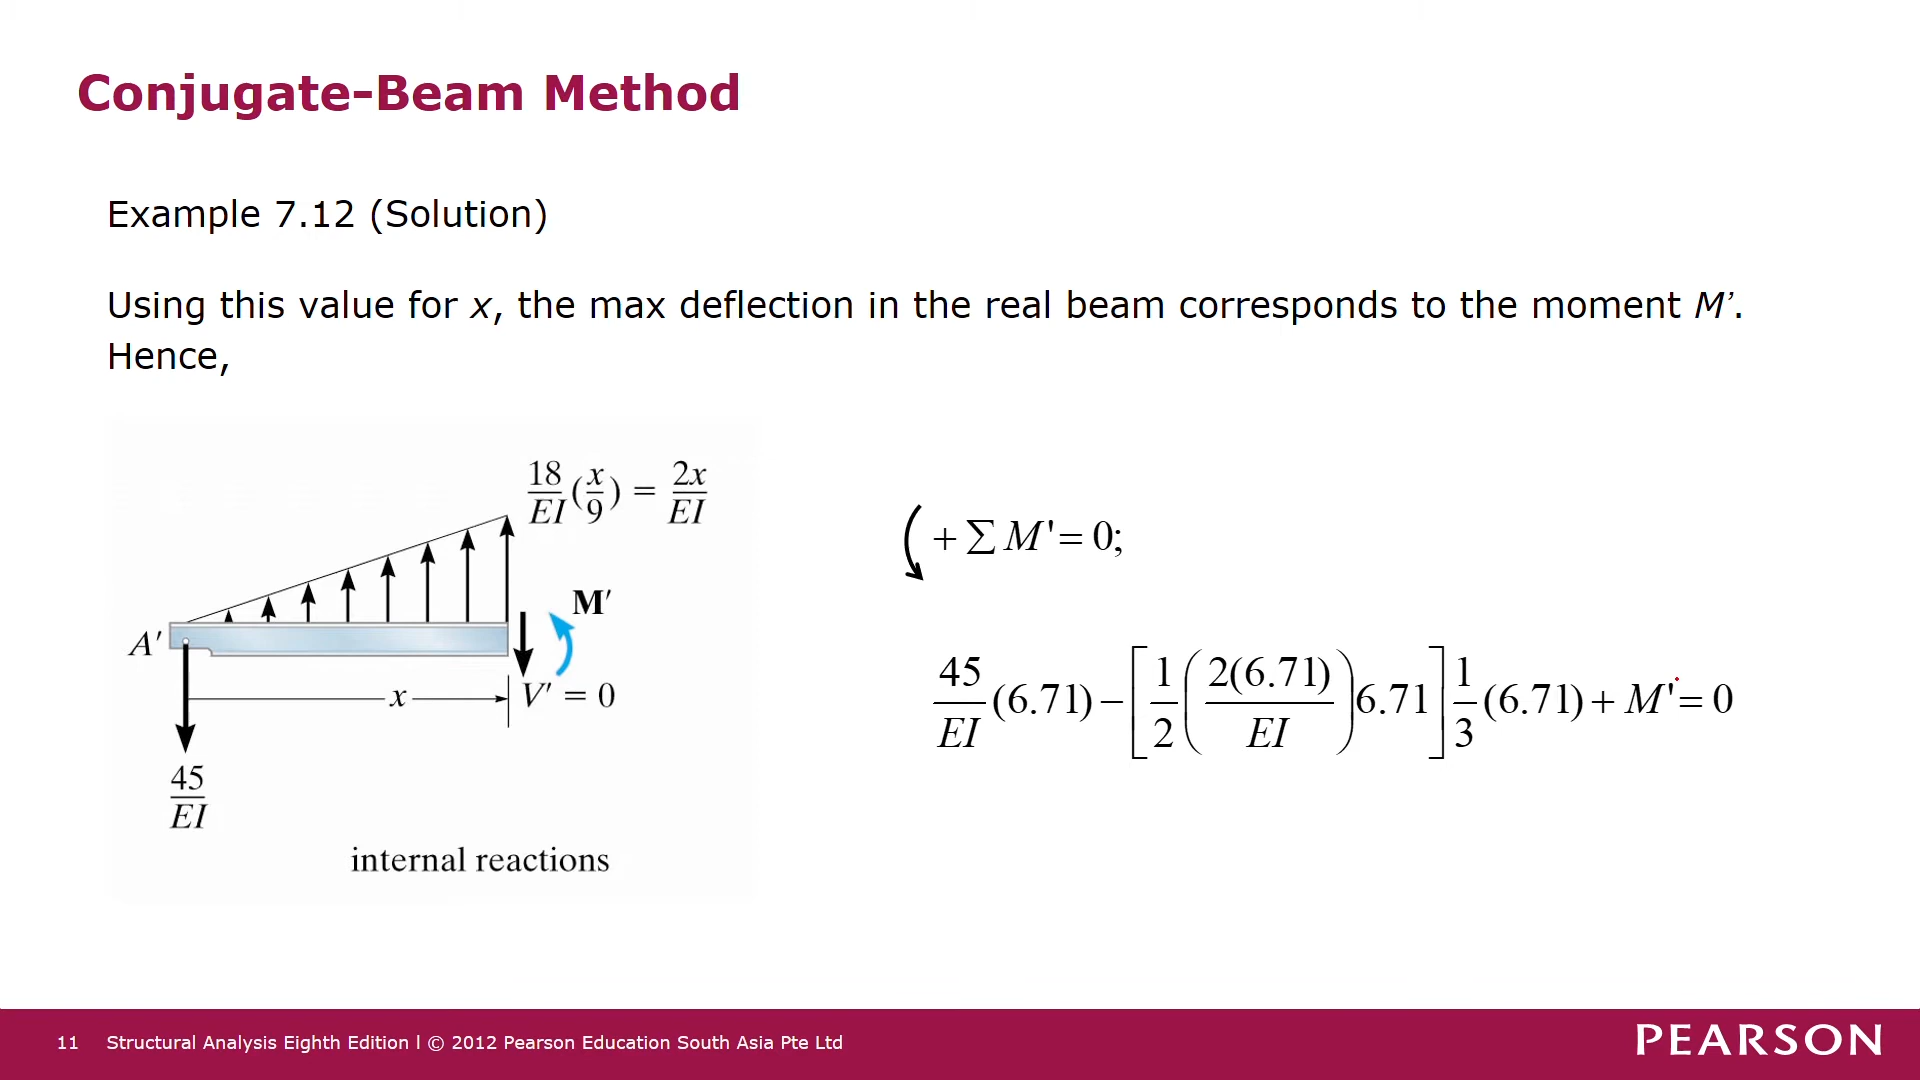 Conjugate-Beam Method
Example 7.12 (Solution)
Using this value for x, the max deflection in the real beam corresponds to the moment M’.
Hence,
18/EI (x/9) = 2x/EI
M′
A′
x
V′ = 0
45/EI
internal reactions
+ ∑ M' = 0;
45/EI (6.71) − [1/2 (2(6.71)/EI) 6.71] 1/3 (6.71) + M' = 0
11 Structural Analysis Eighth Edition l © 2012 Pearson Education South Asia Pte Ltd
PEARSON